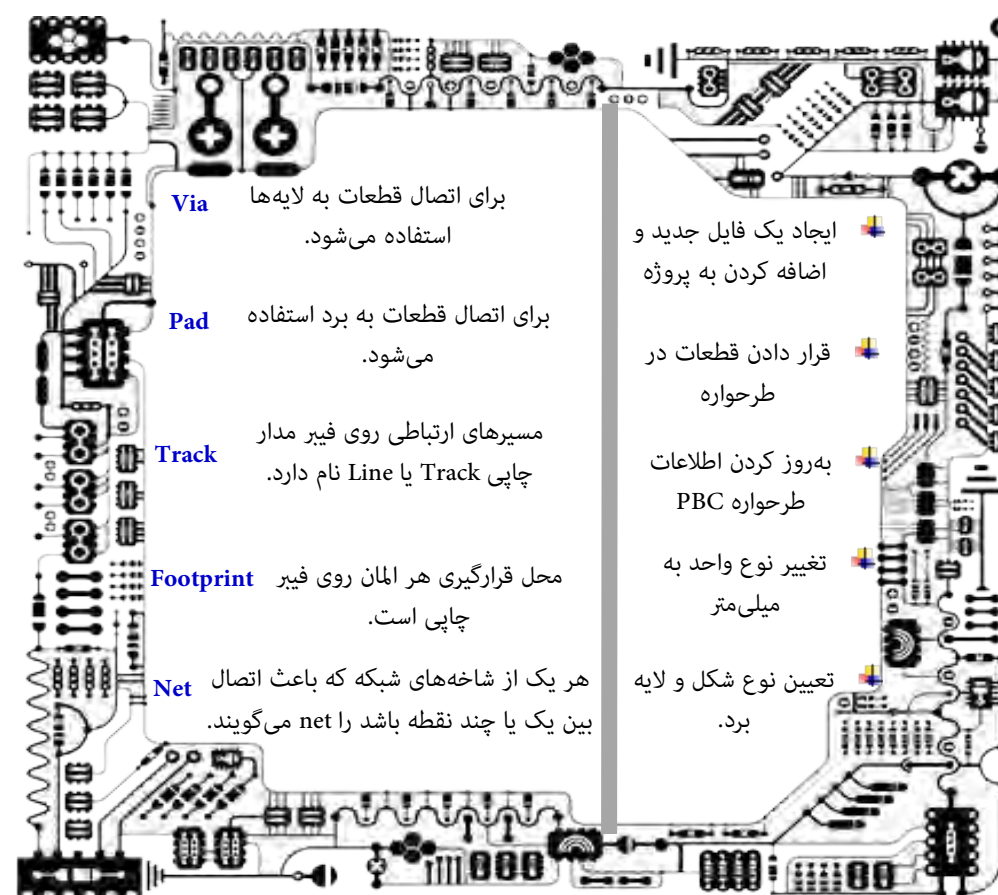 ایجاد یک فایل جدید و
اضافه کردن به پروژه
قرار دادن قطعات در
طرحواره
به‌روز کردن اطلاعات
طرحواره PBC
تغییر نوع واحد به
میلی‌متر
تعیین نوع شکل و لایه
برد.
Via برای اتصال قطعات به لایه‌ها
استفاده می‌شود.
Pad برای اتصال قطعات به برد استفاده
می‌شود.
Track مسیرهای ارتباطی روی فیبر مدار
چاپی Track یا Line نام دارد.
Footprint محل قرارگیری هر المان روی فیبر
چاپی است.
Net هر یک از شاخه‌های شبکه که باعث اتصال
بین یک یا چند نقطه باشد را net می‌گویند.